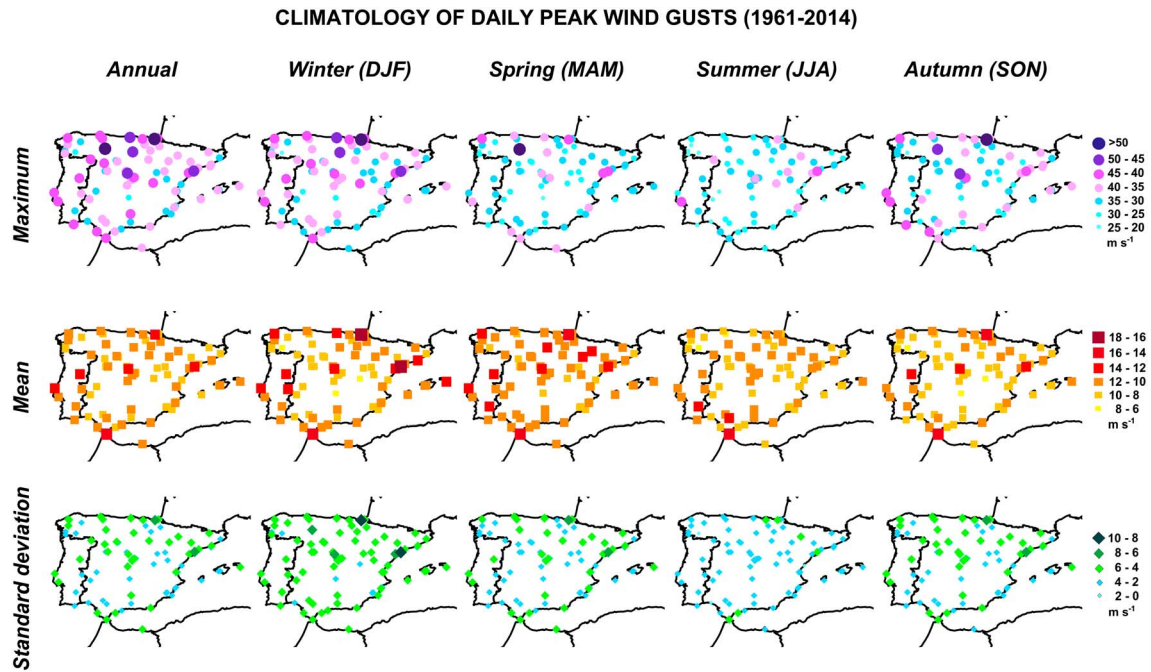 CLIMATOLOGY OF DAILY PEAK WIND GUSTS (1961-2014)
Annual
Winter (DJF)
Spring (MAM)
Summer (JJA)
Autumn (SON)
Maximum
>50
50 - 45
45 - 40
40 - 35
35 - 30
30 - 25
25 - 20
m s⁻¹
Mean
18 - 16
16 - 14
14 - 12
12 - 10
10 - 8
8 - 6
m s⁻¹
Standard deviation
10 - 8
8 - 6
6 - 4
4 - 2
2 - 0
m s⁻¹